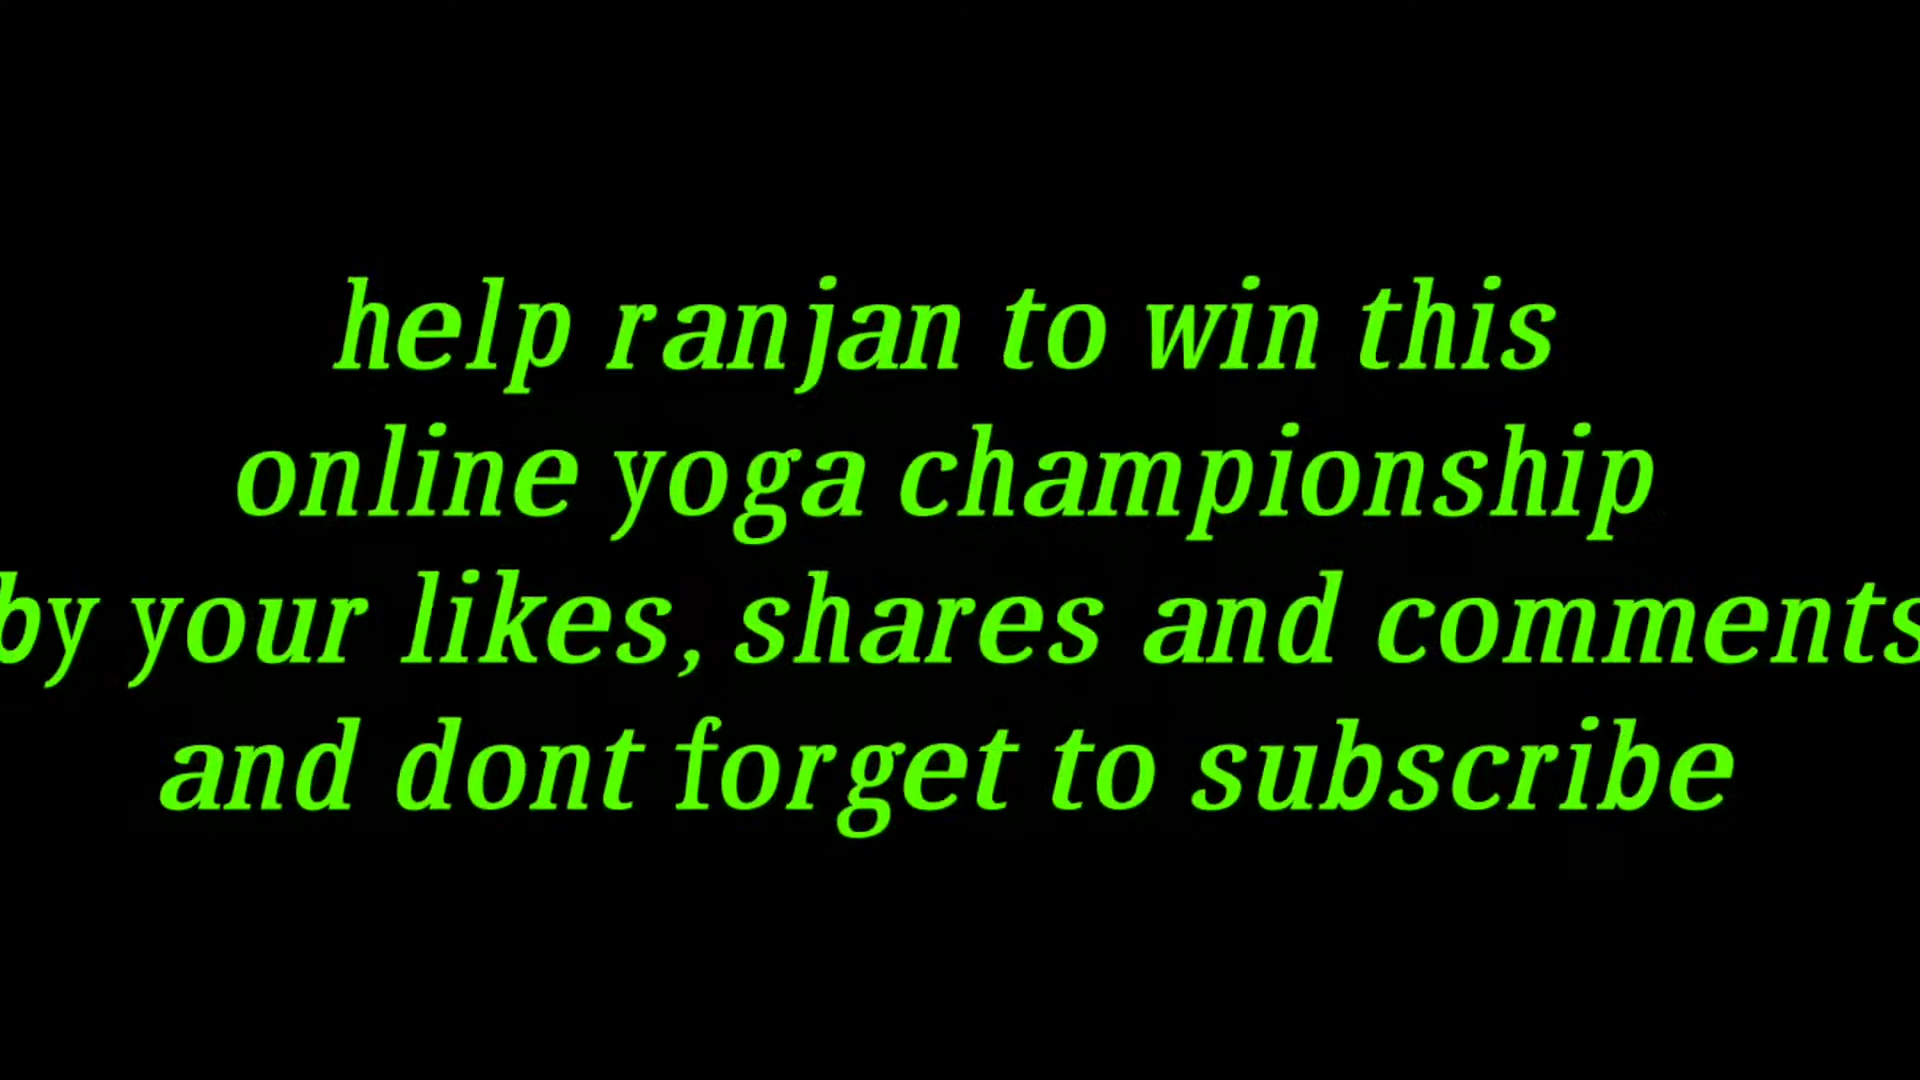 help ranjan to win this
online yoga championship
by your likes, shares and comments
and dont forget to subscribe